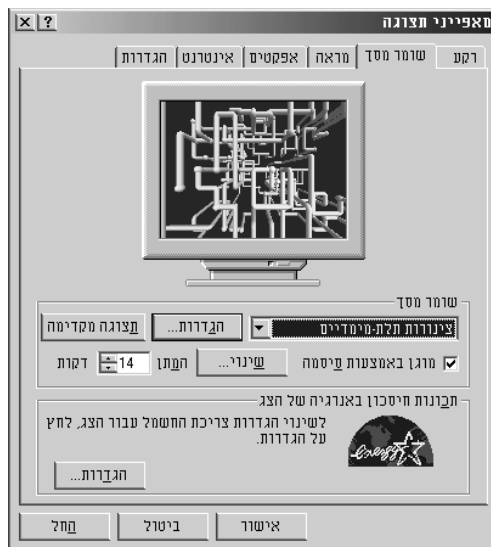 מאפייני תצוגה
רקע שומר מסך מראה אפקטים אינטרנט הגדרות
שומר מסך
צינורות תלת-מימדיים הגדרות... תצוגה מקדימה
מוגן באמצעות סיסמה שינוי... המתן 14 דקות
תכונות חיסכון באנרגיה של הצג
לשינוי הגדרות צריכת החשמל עבור הצג, לחץ
על הגדרות.
energy
הגדרות...
אישור ביטול החל